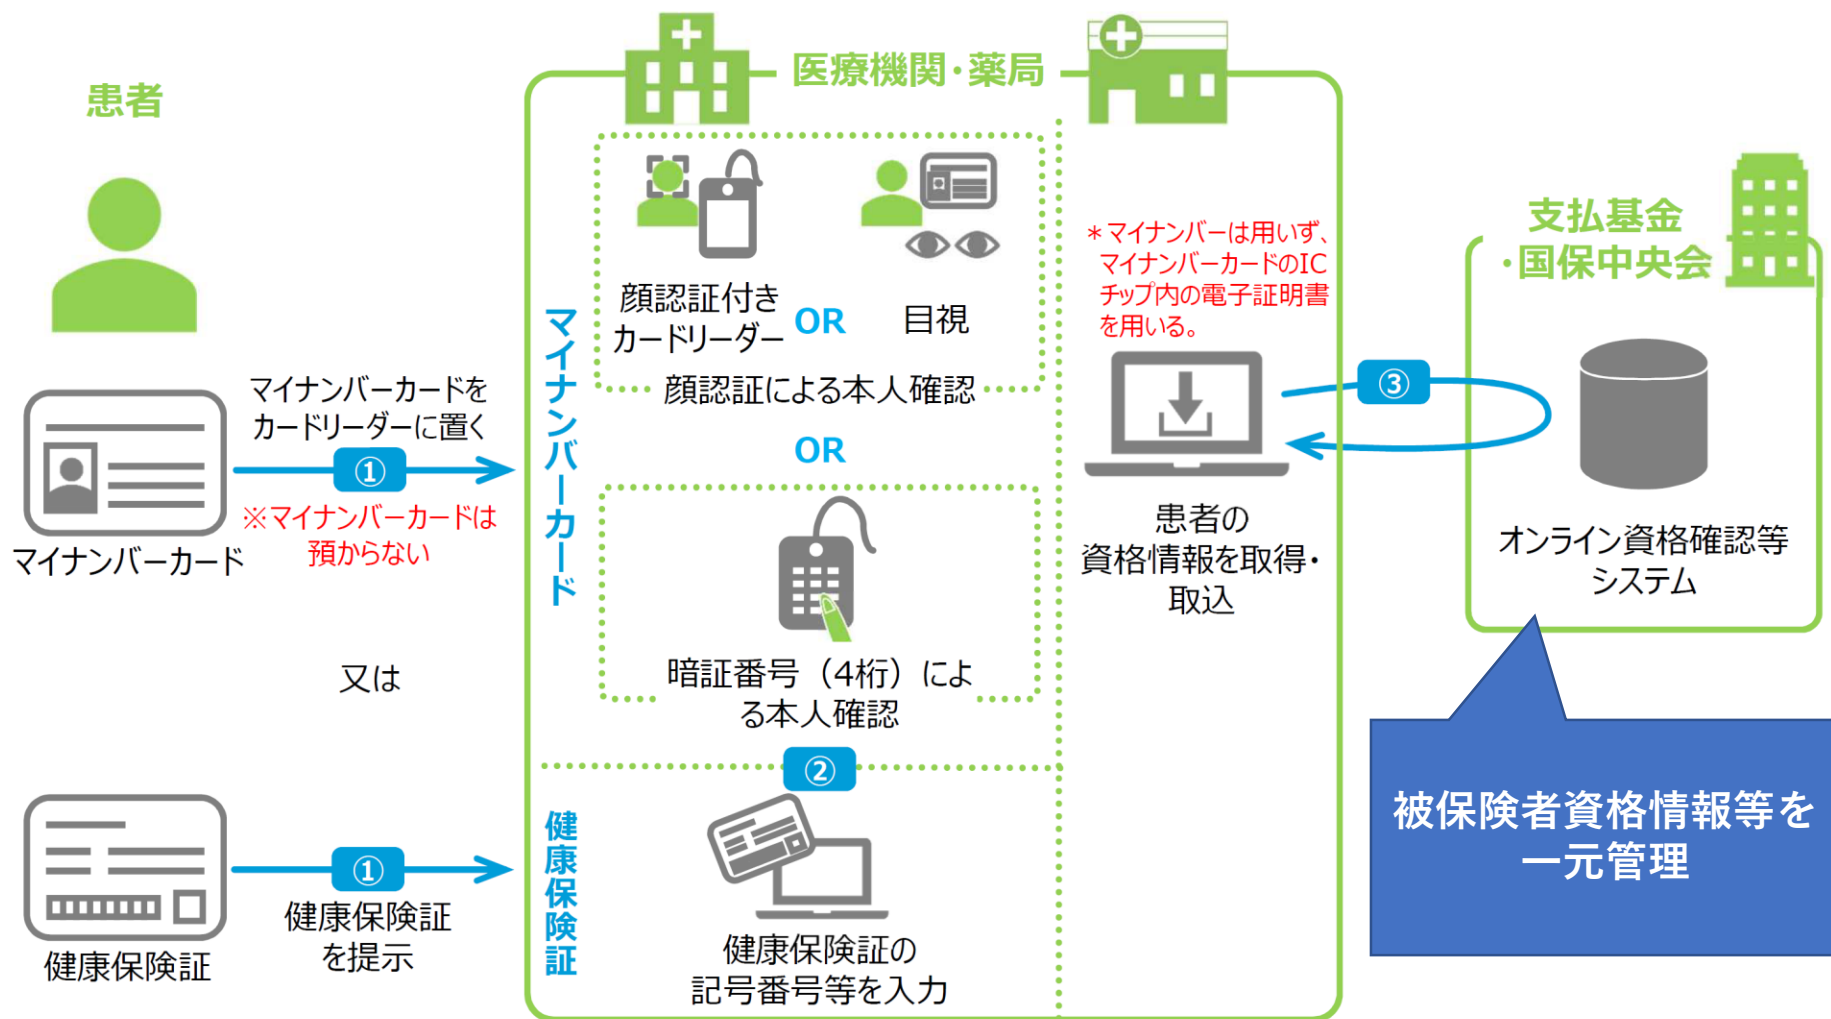 患者
マイナンバーカード
マイナンバーカードを
カードリーダーに置く
①
※マイナンバーカードは
預からない
又は
健康保険証
①
健康保険証
を提示
医療機関・薬局
マイナンバーカード
顔認証付き
カードリーダー
OR
目視
顔認証による本人確認
OR
暗証番号（4桁）によ
る本人確認
②
健康保険証
健康保険証の
記号番号等を入力
＊マイナンバーは用いず、
マイナンバーカードのIC
チップ内の電子証明書
を用いる。
患者の
資格情報を取得・
取込
③
支払基金
・国保中央会
オンライン資格確認等
システム
被保険者資格情報等を
一元管理